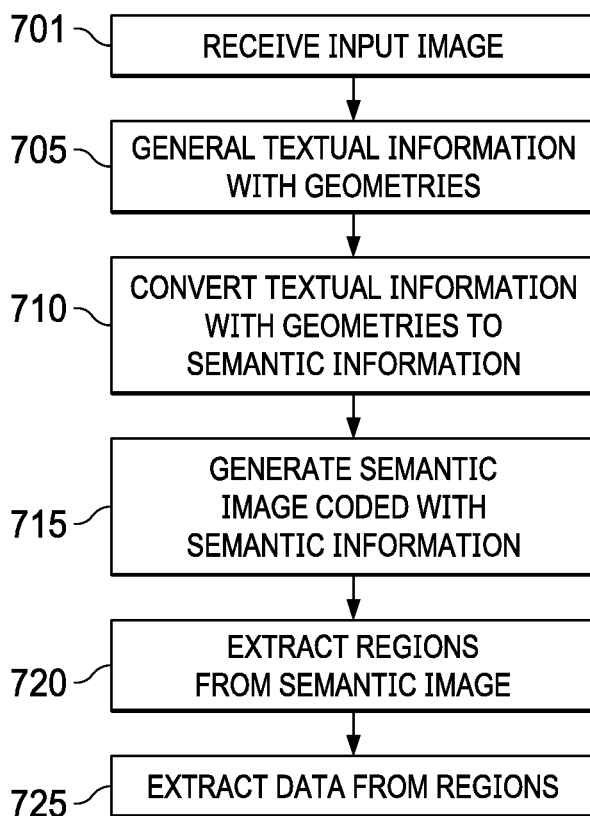 701
RECEIVE INPUT IMAGE
705
GENERAL TEXTUAL INFORMATION
WITH GEOMETRIES
710
CONVERT TEXTUAL INFORMATION
WITH GEOMETRIES TO
SEMANTIC INFORMATION
715
GENERATE SEMANTIC
IMAGE CODED WITH
SEMANTIC INFORMATION
720
EXTRACT REGIONS
FROM SEMANTIC IMAGE
725
EXTRACT DATA FROM REGIONS